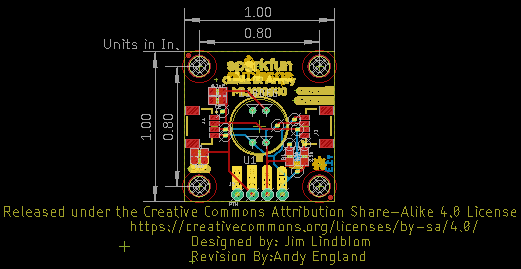 1.00
0.80
Units in In.
sparkfun
1.00
0.80
U1
Released under the Creative Commons Attribution Share-Alike 4.0 License
https://creativecommons.org/licenses/by-sa/4.0/
Designed by: Jim Lindblom
Revision By:Andy England